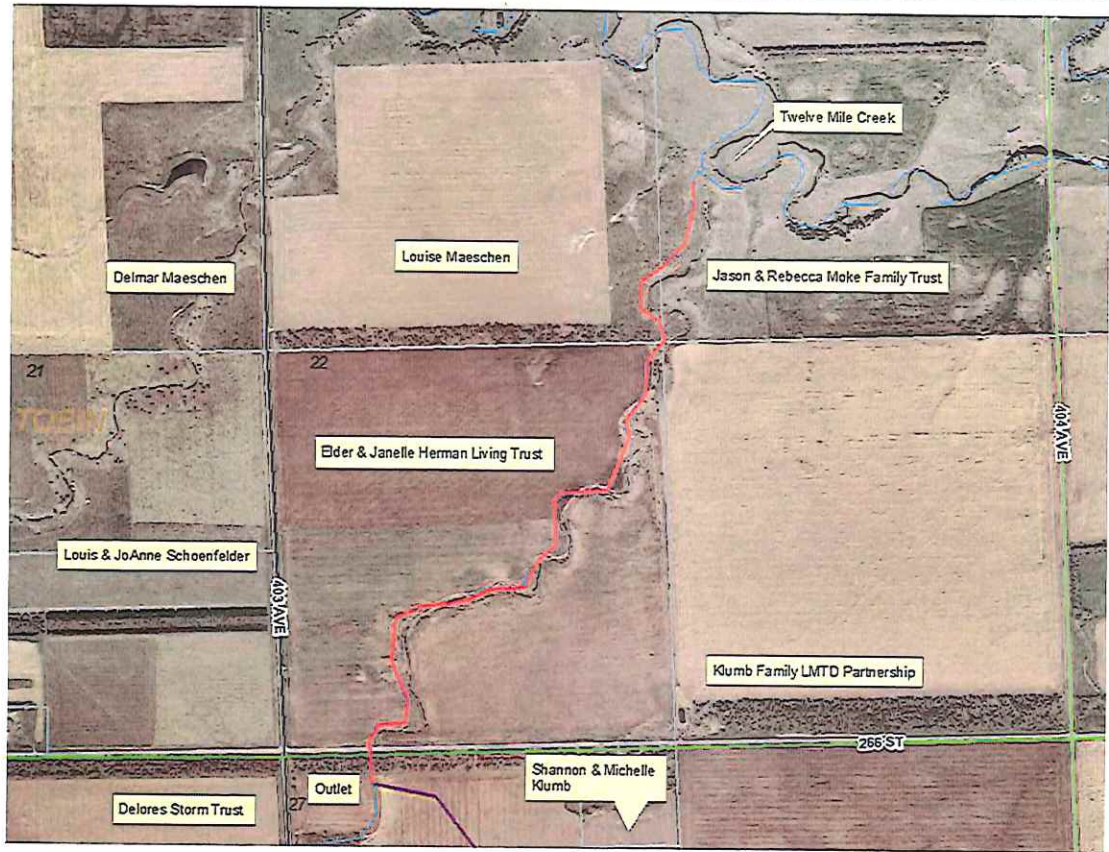 Twelve Mile Creek
Delmar Maeschen
Louise Maeschen
Jason & Rebecca Moke Family Trust
21
22
TOBIN
Elder & Janelle Herman Living Trust
404 AVE
Louis & JoAnne Schoenfelder
403 AVE
Klumb Family LMTD Partnership
266 ST
Shannon & Michelle
Klumb
Outlet
27
Delores Storm Trust